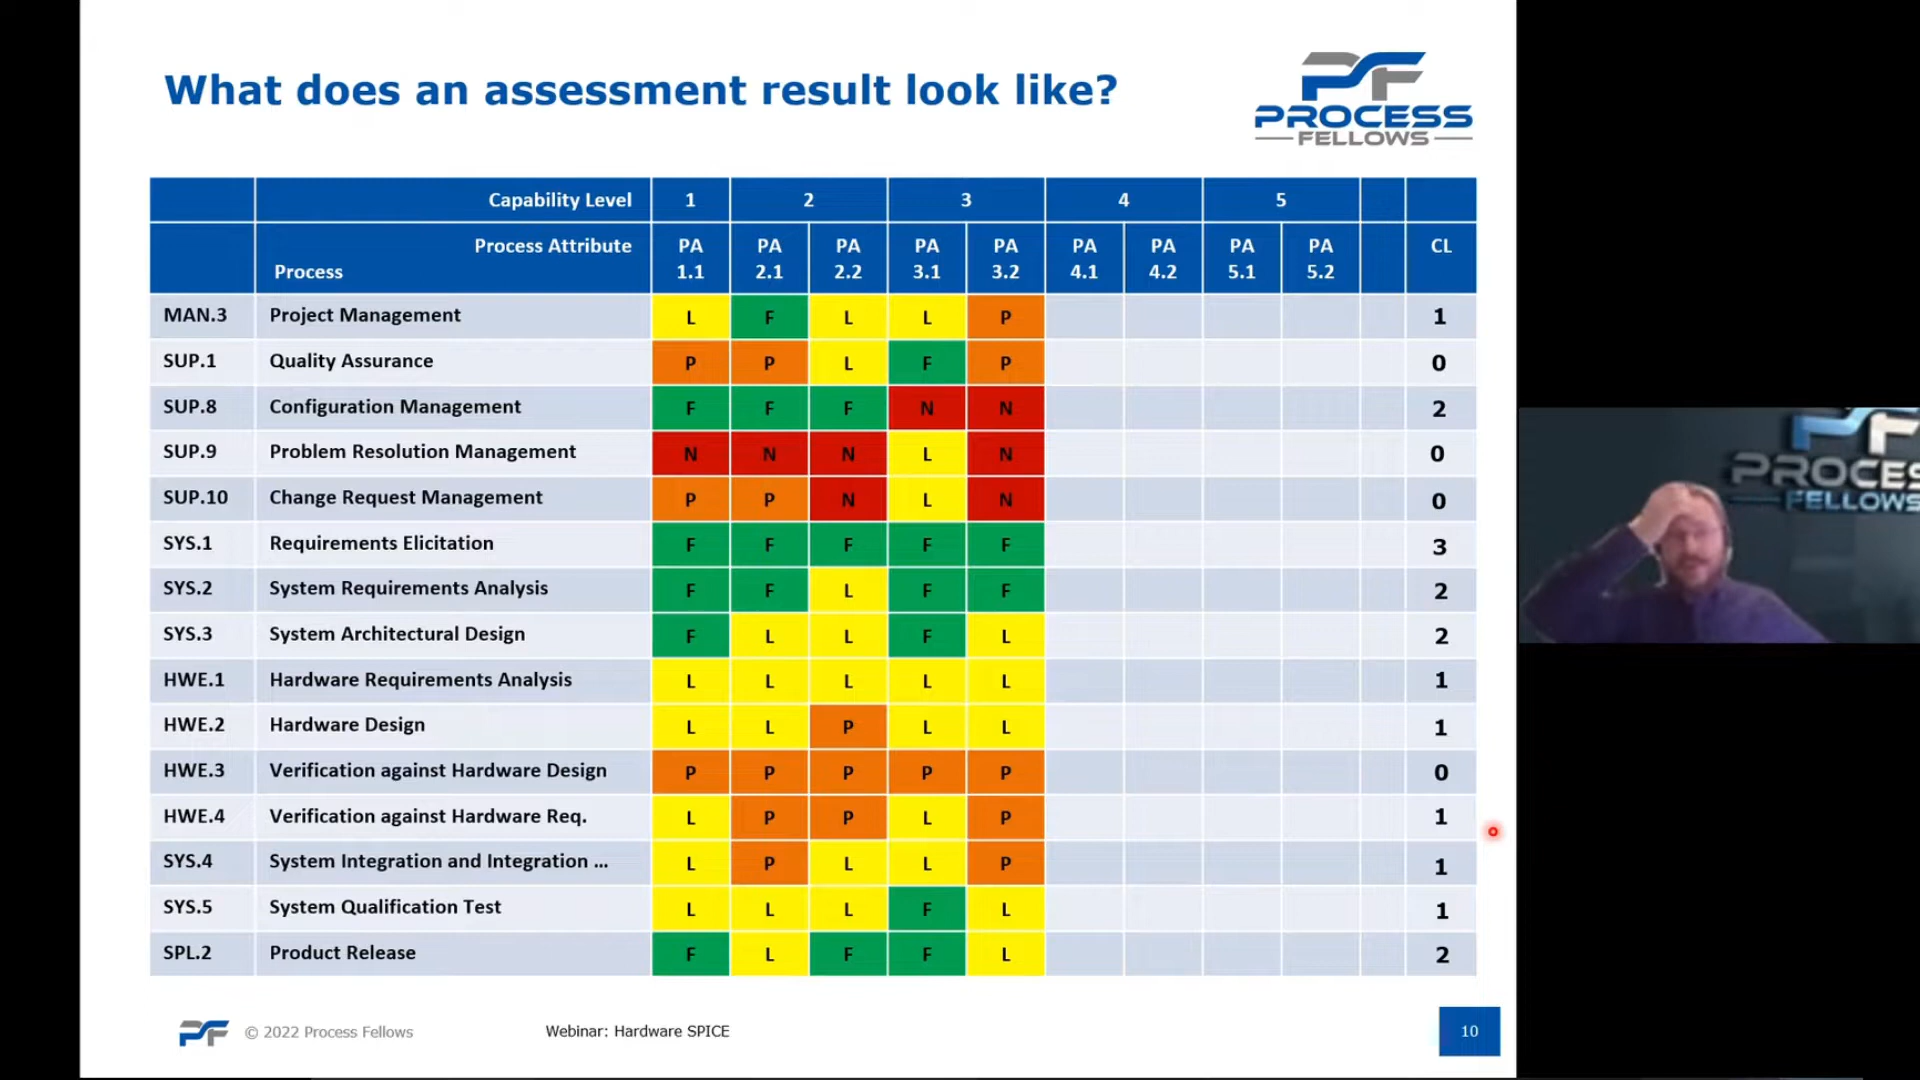 What does an assessment result look like?
PF
PROCESS
FELLOWS
Capability Level 1 2 3 4 5
Process Attribute
Process PA 1.1 PA 2.1 PA 2.2 PA 3.1 PA 3.2 PA 4.1 PA 4.2 PA 5.1 PA 5.2 CL
MAN.3 Project Management L F L L P 1
SUP.1 Quality Assurance P P L F P 0
SUP.8 Configuration Management F F F N N 2
SUP.9 Problem Resolution Management N N N L N 0
SUP.10 Change Request Management P P N L N 0
SYS.1 Requirements Elicitation F F F F F 3
SYS.2 System Requirements Analysis F F L F F 2
SYS.3 System Architectural Design F L L F L 2
HWE.1 Hardware Requirements Analysis L L L L L 1
HWE.2 Hardware Design L L P L L 1
HWE.3 Verification against Hardware Design P P P P P 0
HWE.4 Verification against Hardware Req. L P P L P 1
SYS.4 System Integration and Integration ... L P L L P 1
SYS.5 System Qualification Test L L L F L 1
SPL.2 Product Release F L F F L 2
PF © 2022 Process Fellows
Webinar: Hardware SPICE
10
PF
PROCES
FELLOWS